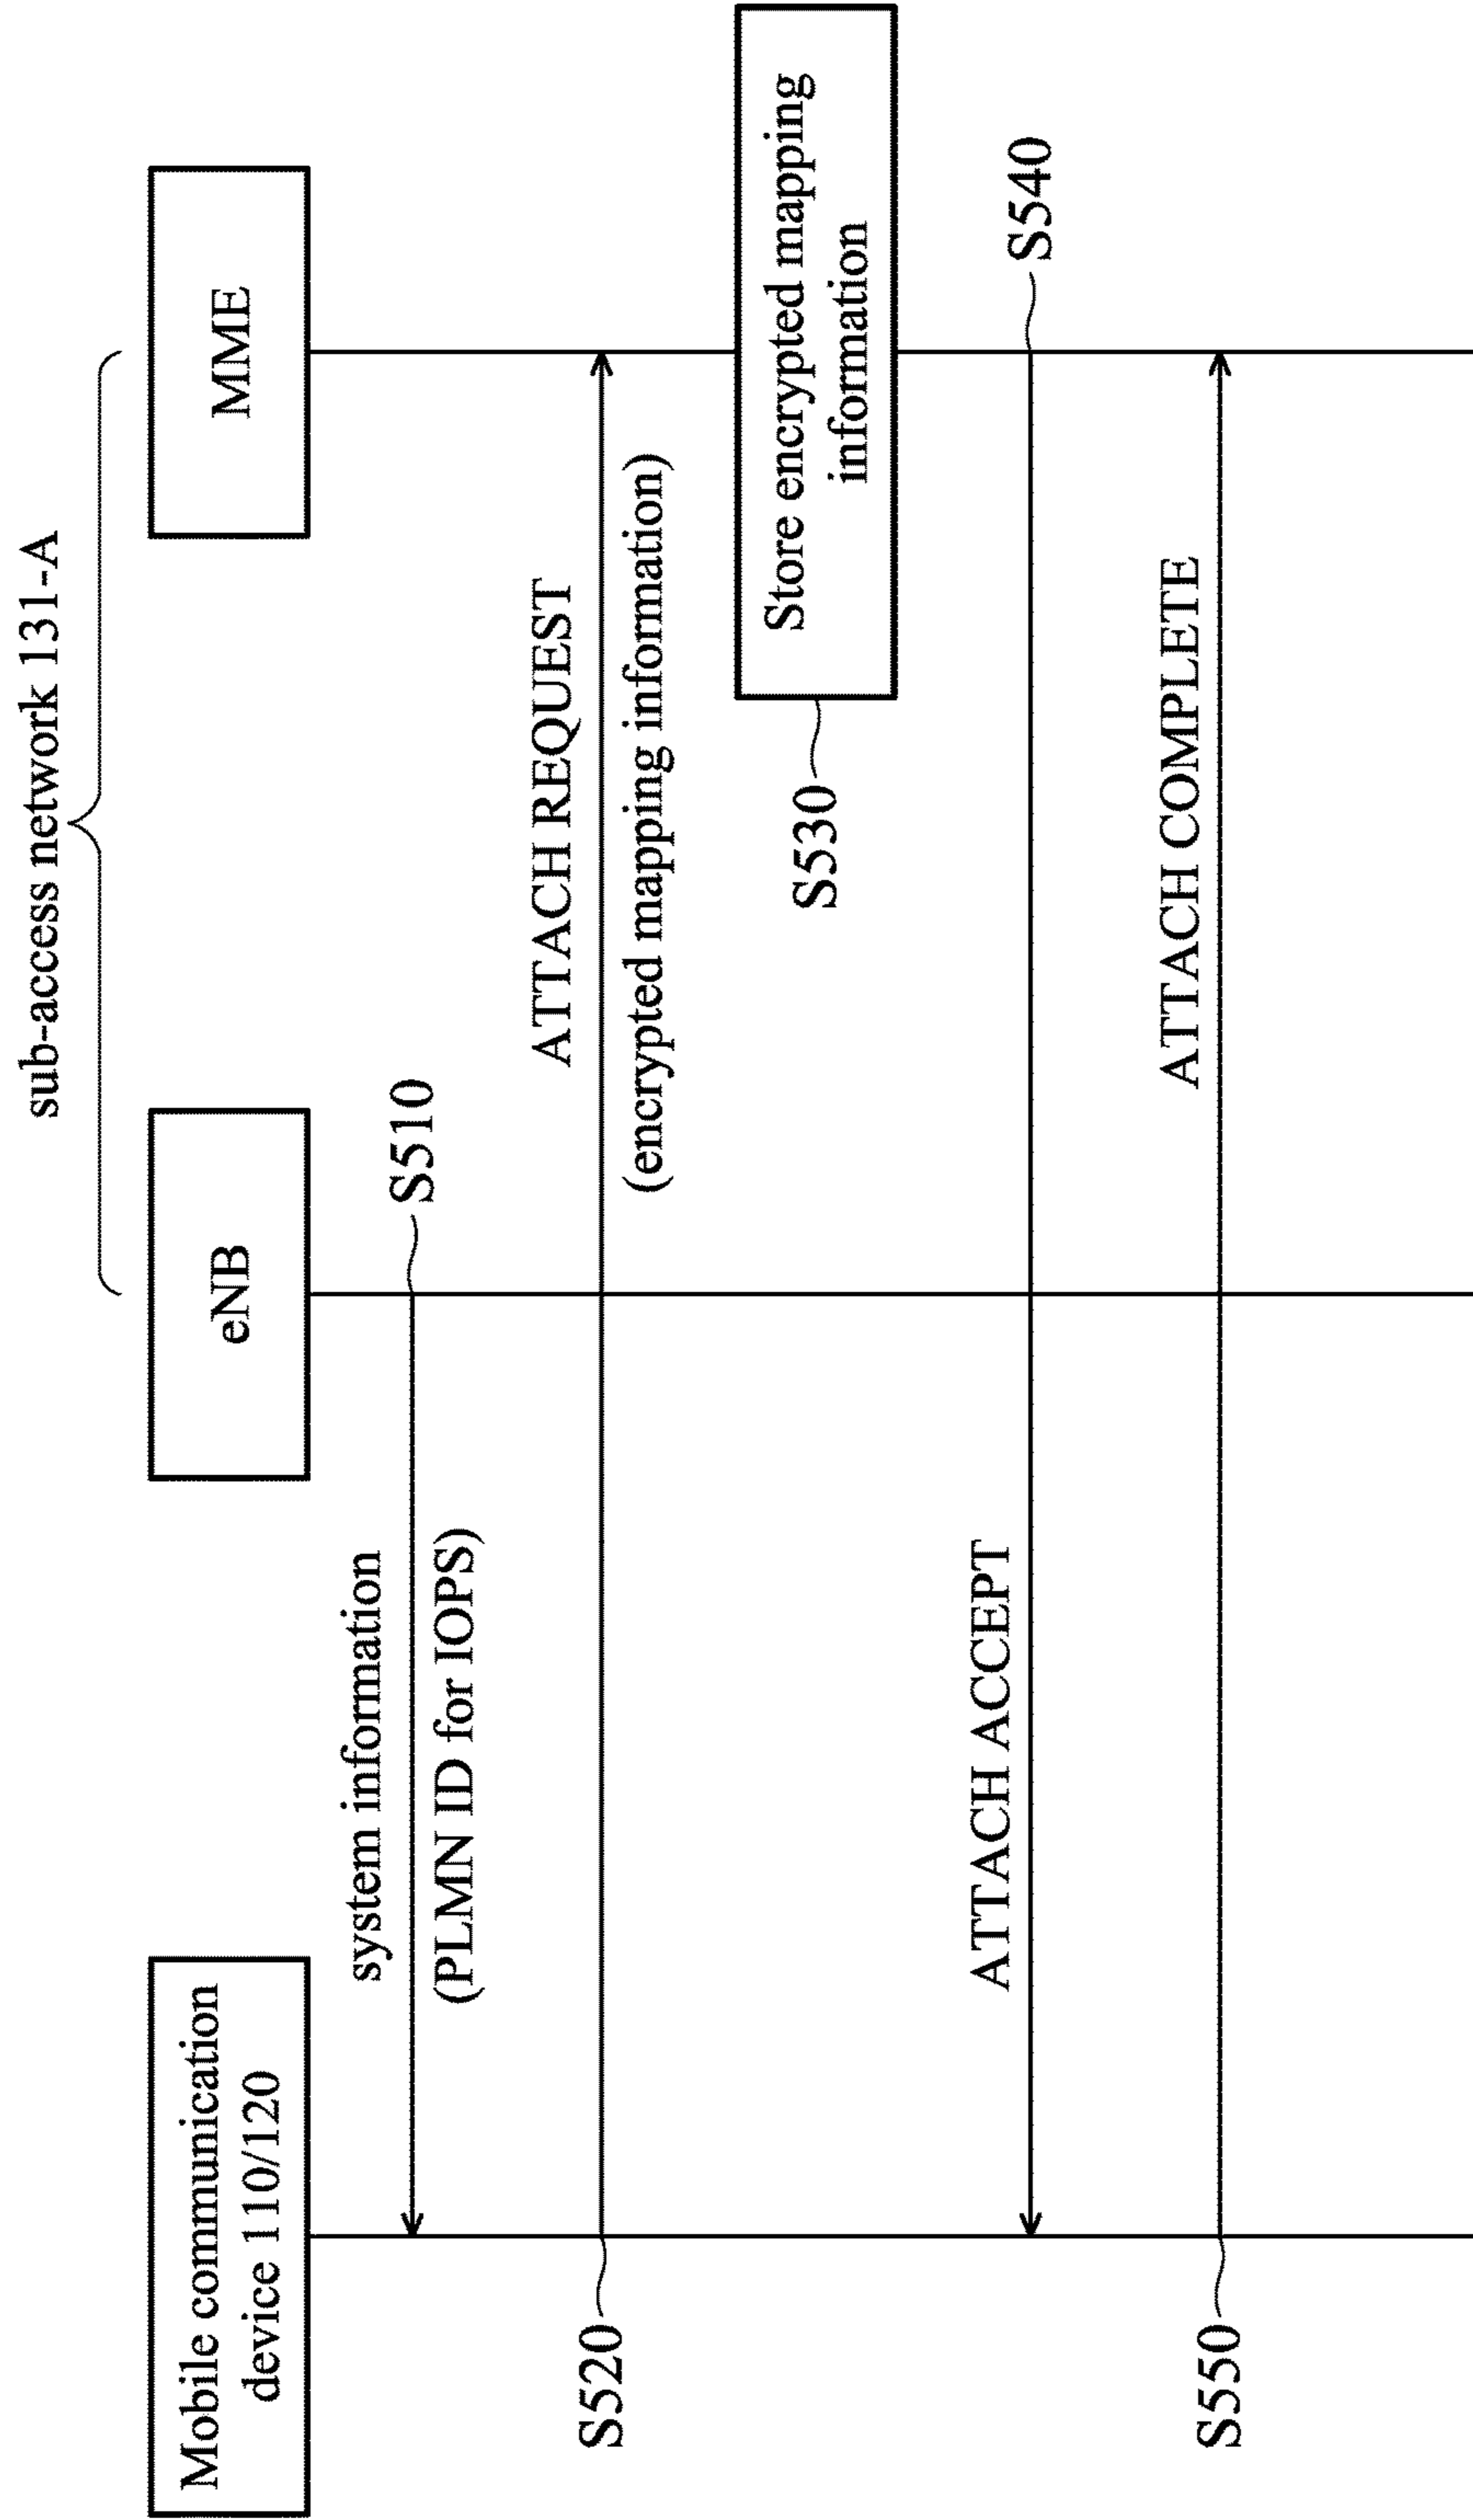 sub-access network 131-A
Mobile communication
device 110/120
eNB
MME
system information
S510
(PLMN ID for IOPS)
ATTACH REQUEST
S520
(encrypted mapping information)
Store encrypted mapping
information
S530
ATTACH ACCEPT
S540
ATTACH COMPLETE
S550